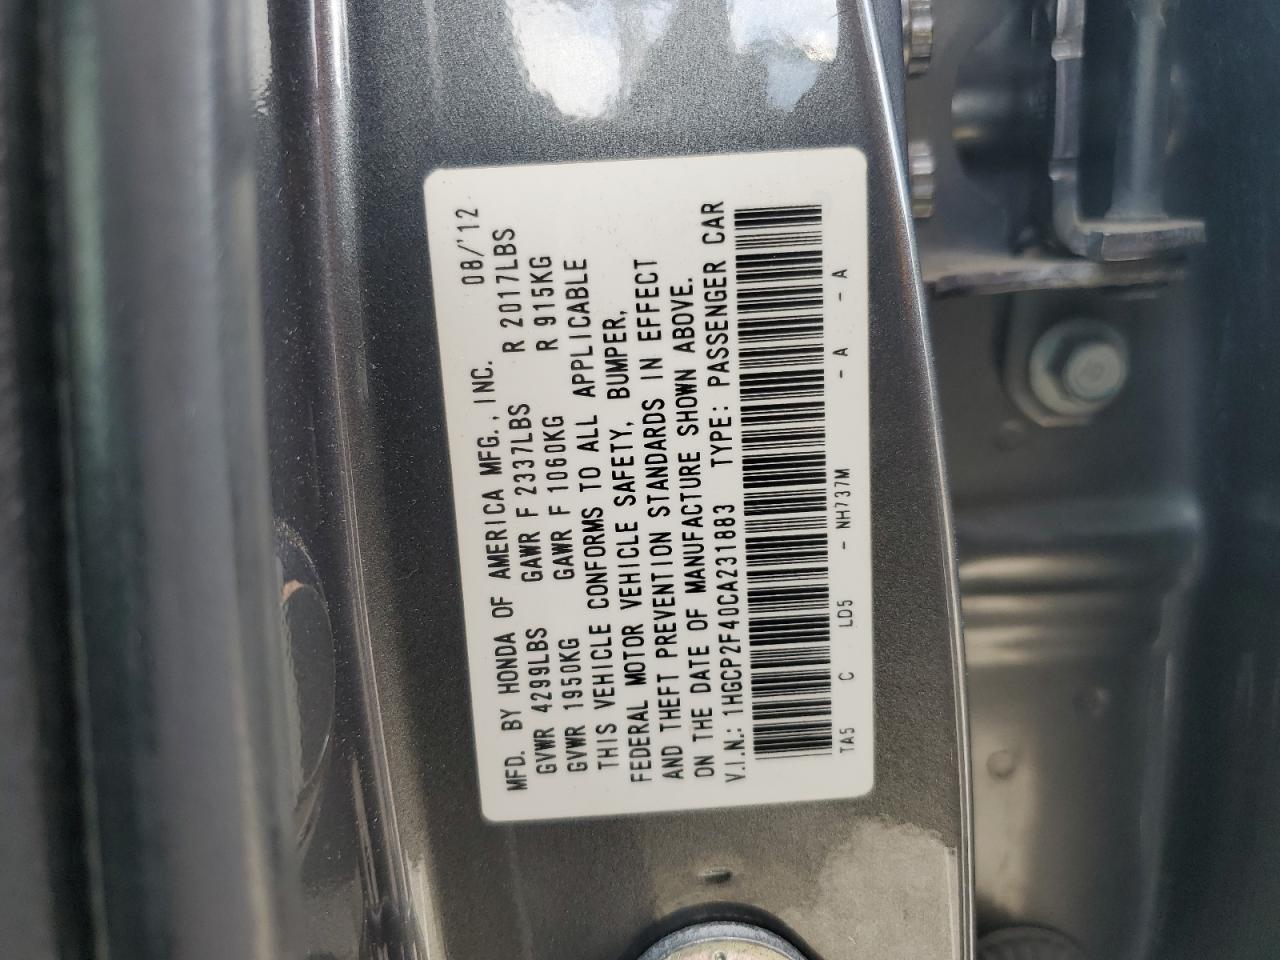 MFD. BY HONDA OF AMERICA MFG., INC. 08/'12
GVWR 4299LBS GAWR F 2337LBS R 2017LBS
GVWR 1950KG GAWR F 1060KG R 915KG
THIS VEHICLE CONFORMS TO ALL APPLICABLE
FEDERAL MOTOR VEHICLE SAFETY, BUMPER,
AND THEFT PREVENTION STANDARDS IN EFFECT
ON THE DATE OF MANUFACTURE SHOWN ABOVE.
V.I.N.: 1HGCP2F40CA231883 TYPE: PASSENGER CAR
TA5 C LD5 - NH737M - A - A